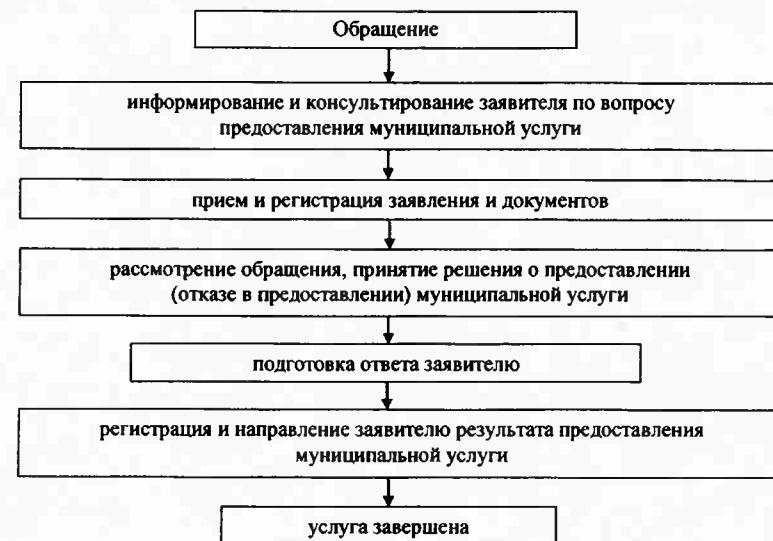 Обращение
информирование и консультирование заявителя по вопросу
предоставления муниципальной услуги
прием и регистрация заявления и документов
рассмотрение обращения, принятие решения о предоставлении
(отказе в предоставлении) муниципальной услуги
подготовка ответа заявителю
регистрация и направление заявителю результата предоставления
муниципальной услуги
услуга завершена